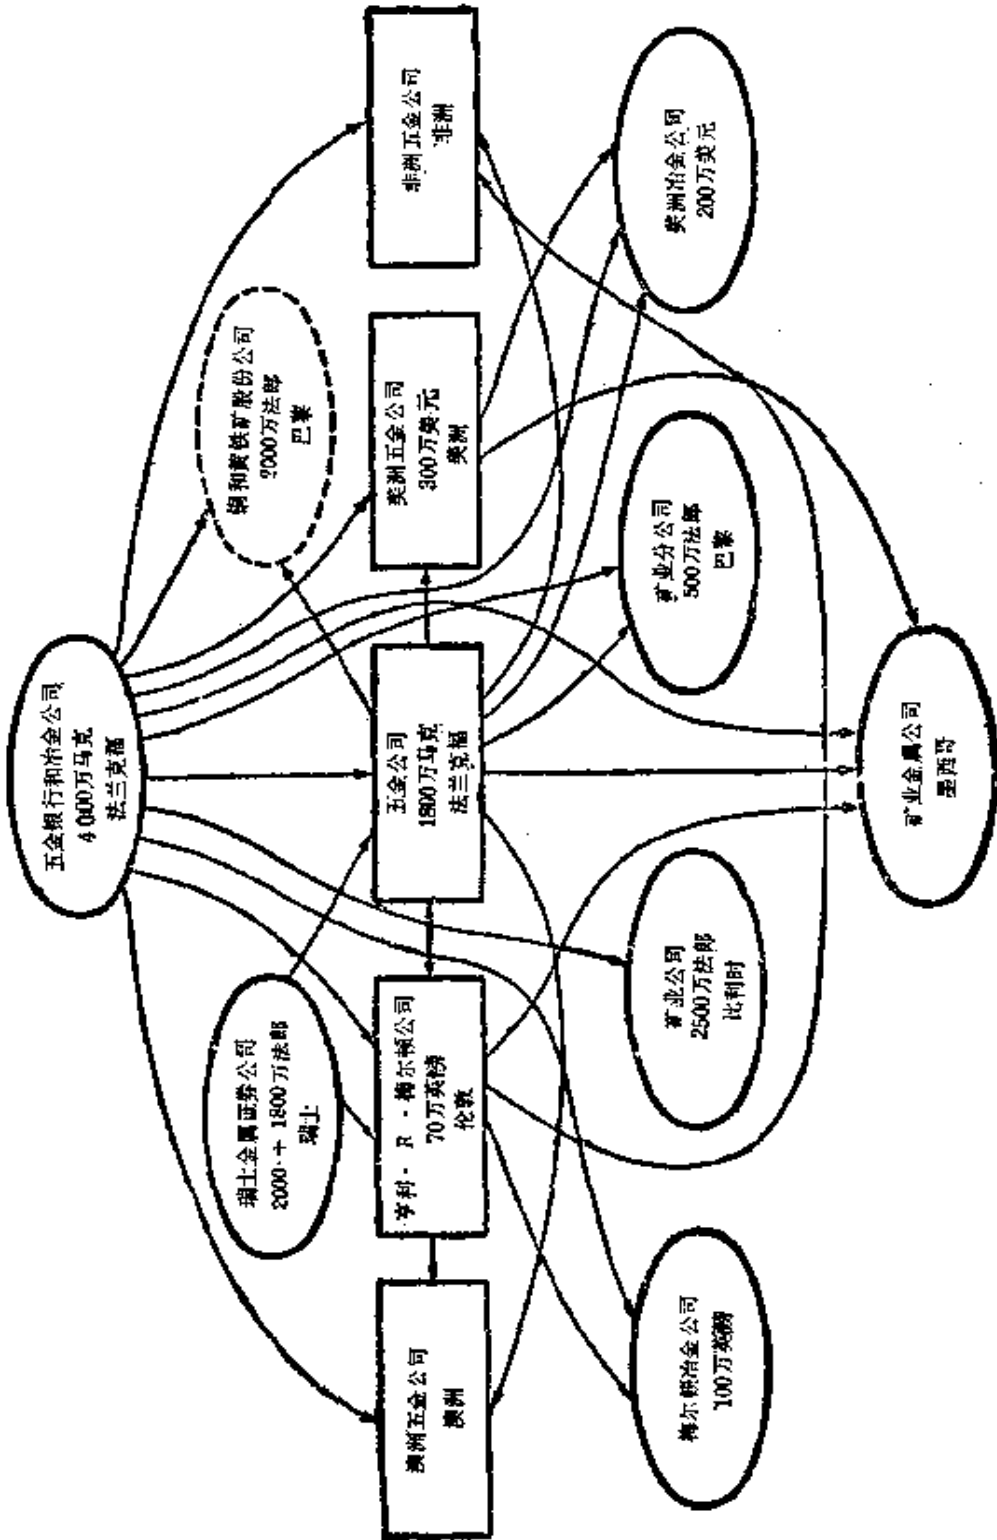 五金银行和冶金公司
4000万马克
法兰克福
瑞士金属证券公司
2000·+1800万法郎
瑞士
铜和黄铁矿股份公司
2000万法郎
巴黎
澳洲五金公司
澳洲
亨利·R·梅尔顿公司
70万英镑
伦敦
五金公司
1800万马克
法兰克福
美洲五金公司
300万美元
美洲
非洲五金公司
非洲
梅尔顿冶金公司
100万英镑
矿业公司
2500万法郎
比利时
矿业分公司
500万法郎
巴黎
美洲冶金公司
200万美元
矿业金属公司
墨西哥